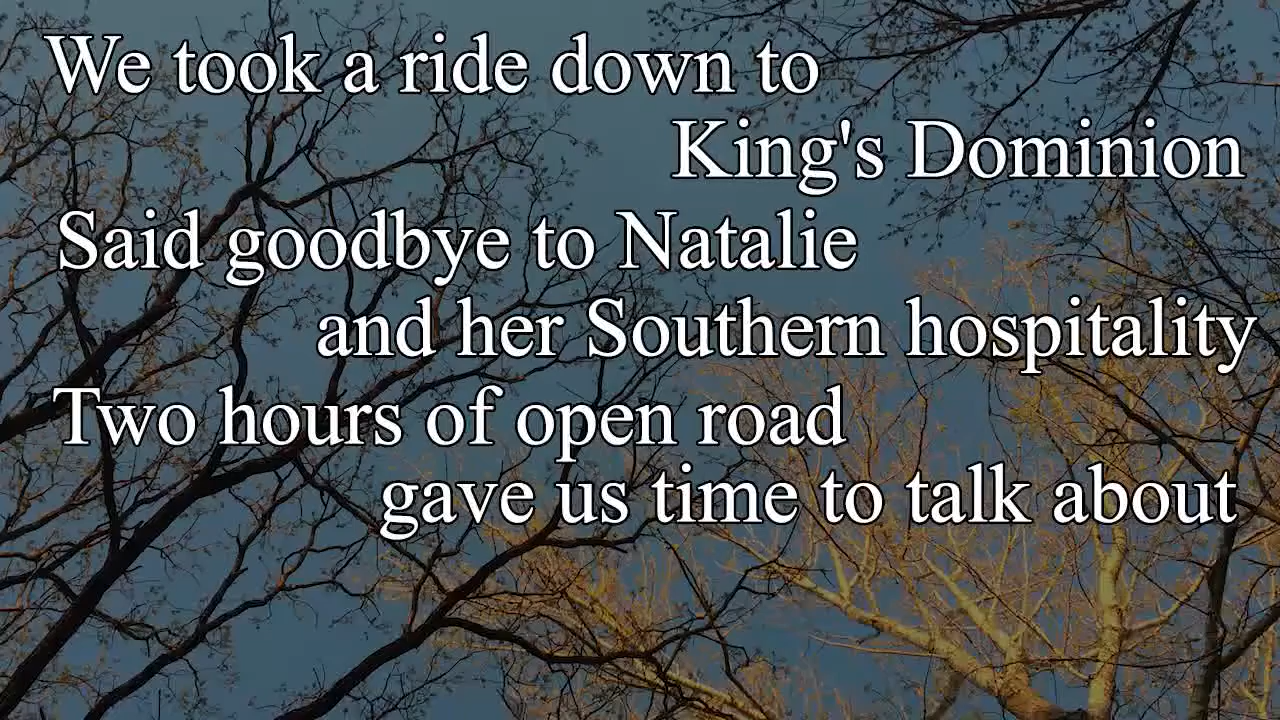 We took a ride down to
King's Dominion
Said goodbye to Natalie
and her Southern hospitality
Two hours of open road
gave us time to talk about